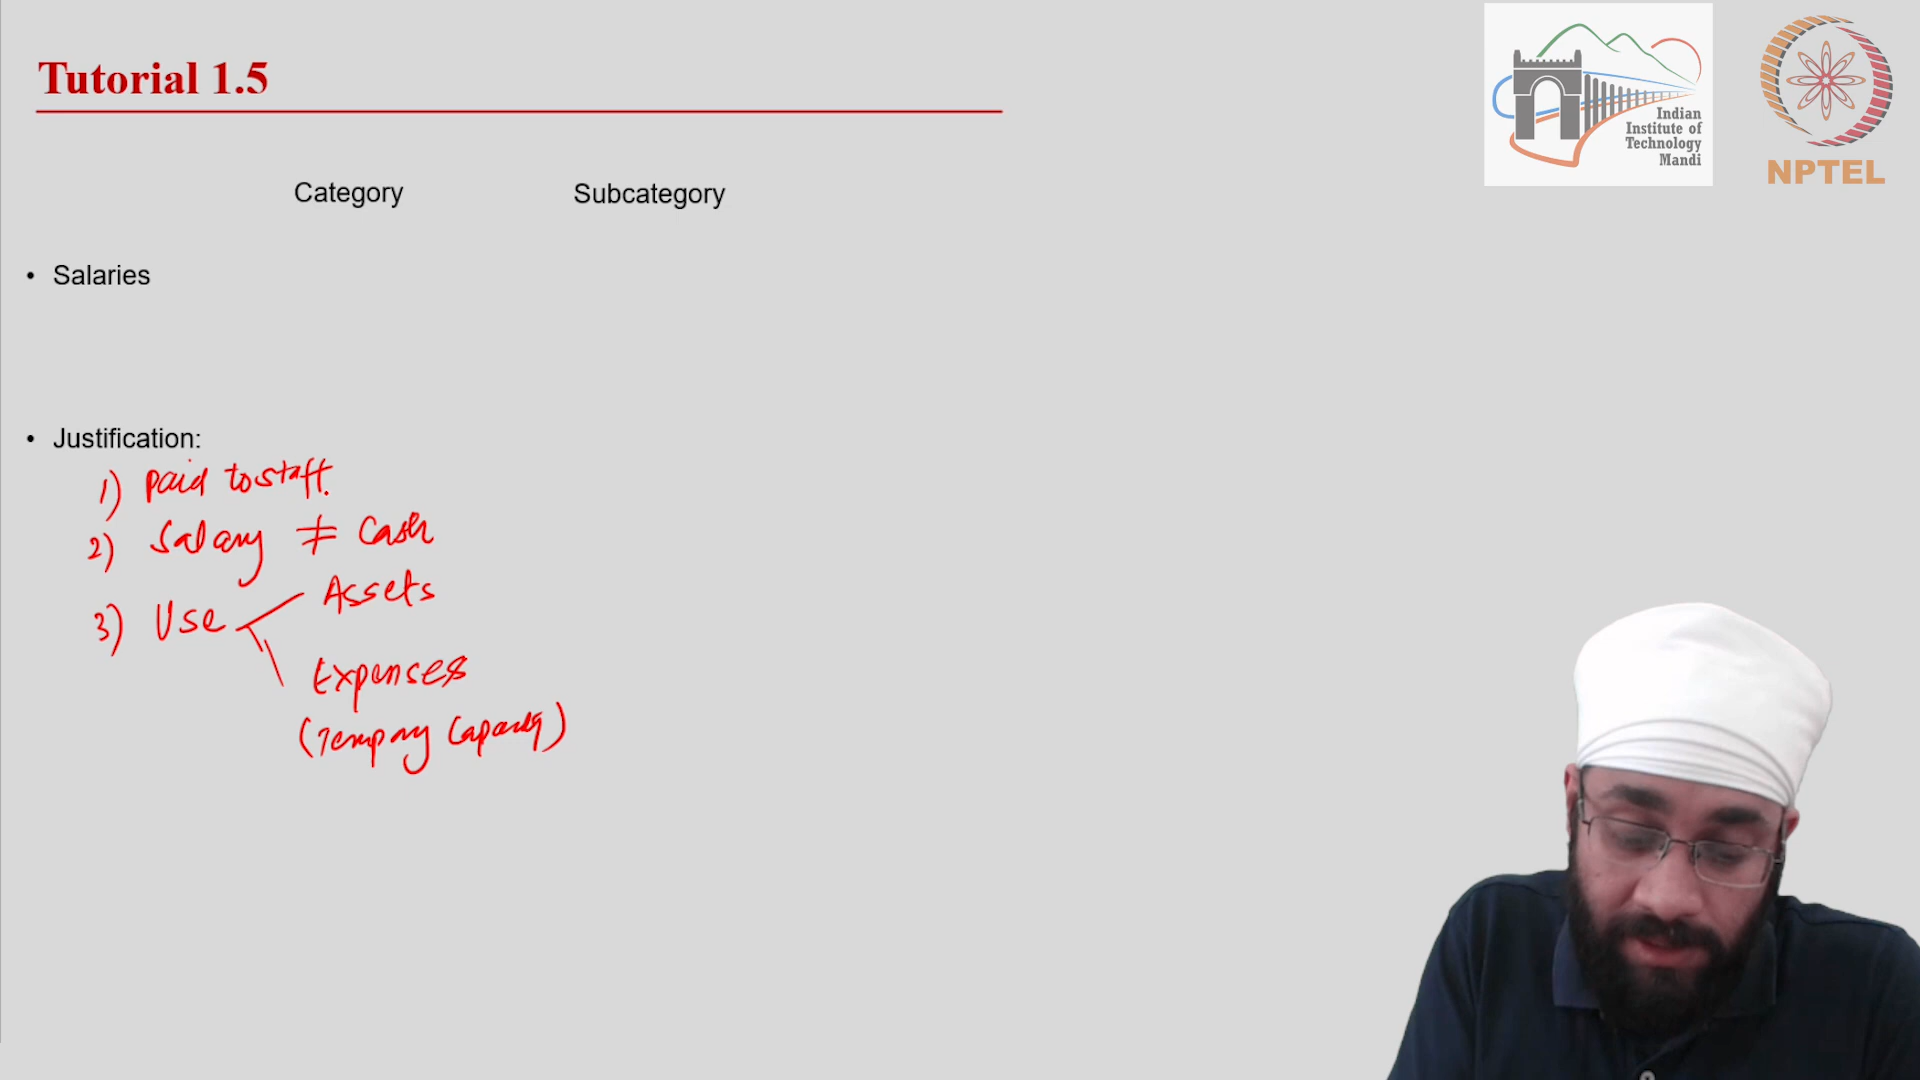 Tutorial 1.5
Indian
Institute of
Technology
Mandi
NPTEL
Category Subcategory
• Salaries
• Justification:
1) Paid to staff.
2) Salary ≠ Cash
3) Use Assets
Expenses
(Tempory Capacity)